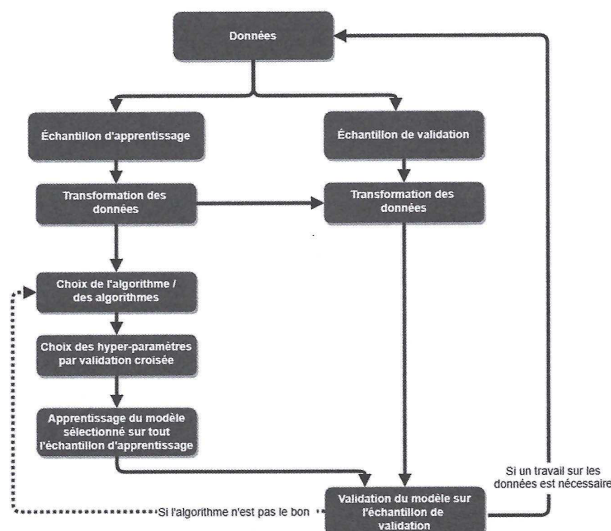 Données
Échantillon d'apprentissage
Échantillon de validation
Transformation des
données
Transformation des
données
Choix de l'algorithme /
des algorithmes
Choix des hyper-paramètres
par validation croisée
Apprentissage du modèle
sélectionné sur tout
l'échantillon d'apprentissage
Si un travail sur les
données est nécessaire
Si l'algorithme n'est pas le bon
Validation du modèle sur
l'échantillon de
validation